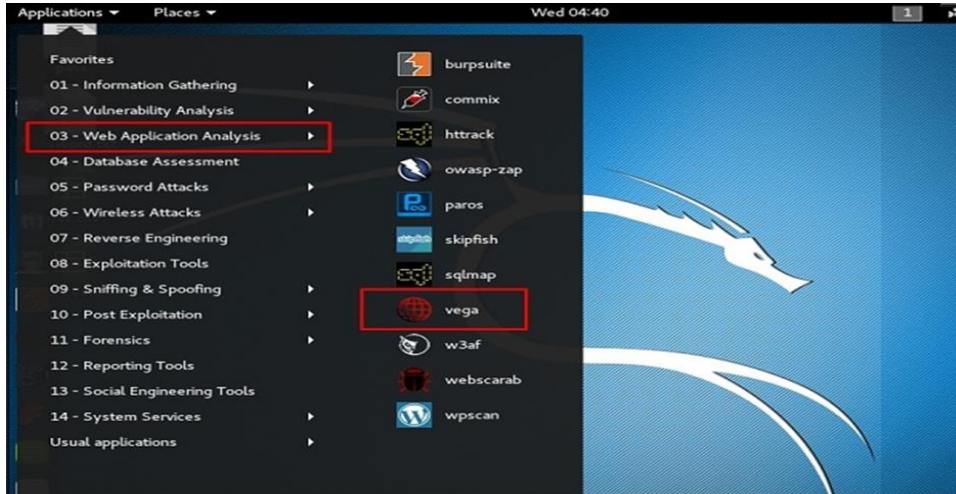 Applications Places Wed 04:40 1
Favorites
01 - Information Gathering
02 - Vulnerability Analysis
03 - Web Application Analysis
04 - Database Assessment
05 - Password Attacks
06 - Wireless Attacks
07 - Reverse Engineering
08 - Exploitation Tools
09 - Sniffing & Spoofing
10 - Post Exploitation
11 - Forensics
12 - Reporting Tools
13 - Social Engineering Tools
14 - System Services
Usual applications
burpsuite
commix
httrack
owasp-zap
paros
skipfish
sqlmap
vega
w3af
webscarab
wpscan